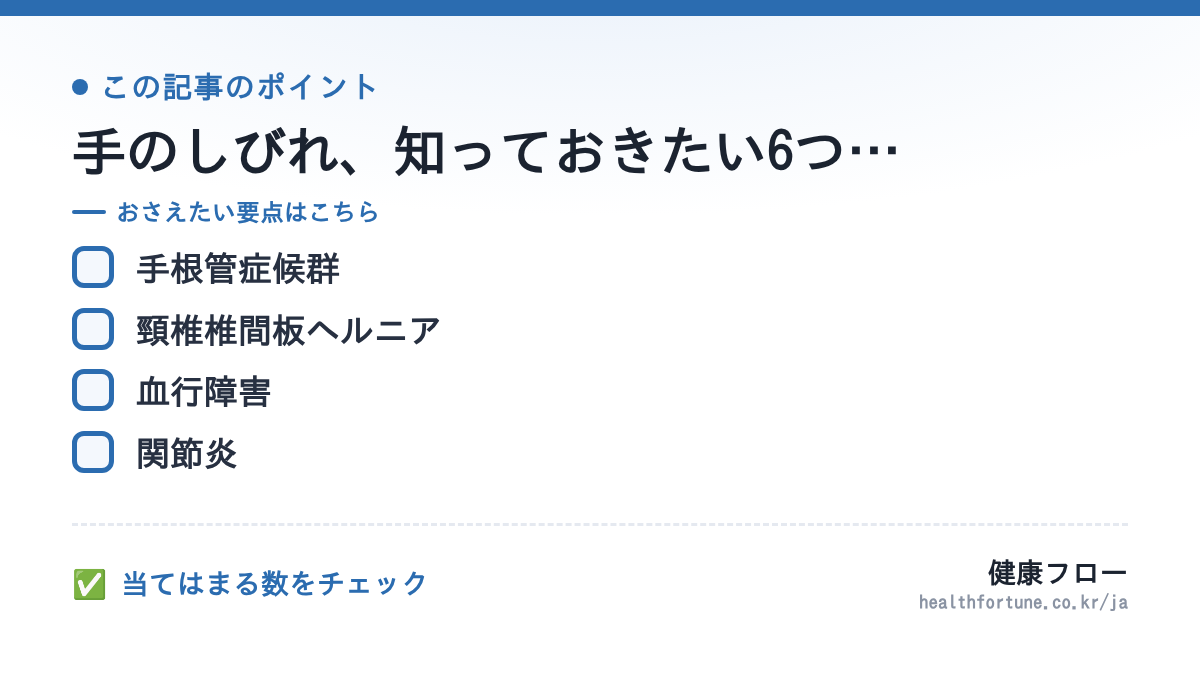 この記事のポイント
手のしびれ、知っておきたい6つ…
おさえたい要点はこちら
手根管症候群
頸椎椎間板ヘルニア
血行障害
関節炎
✅ 当てはまる数をチェック
健康フロー
healthfortune.co.kr/ja